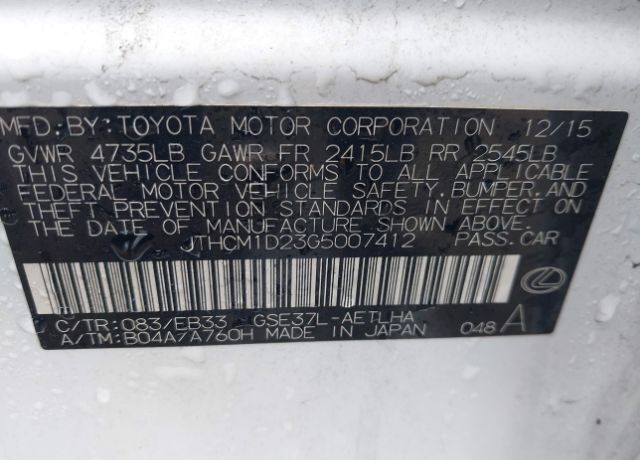 MFD. BY: TOYOTA MOTOR CORPORATION 12/15
GVWR 4735LB GAWR FR 2415LB RR 2545LB
THIS VEHICLE CONFORMS TO ALL APPLICABLE
FEDERAL MOTOR VEHICLE SAFETY, BUMPER, AND
THEFT PREVENTION STANDARDS IN EFFECT ON
THE DATE OF MANUFACTURE SHOWN ABOVE.
JTHCM1D23G5007412 PASS. CAR
C/TR: 083/EB33 GSE37L-AETLHA
A/TM: B04A/A760H MADE IN JAPAN 048 A